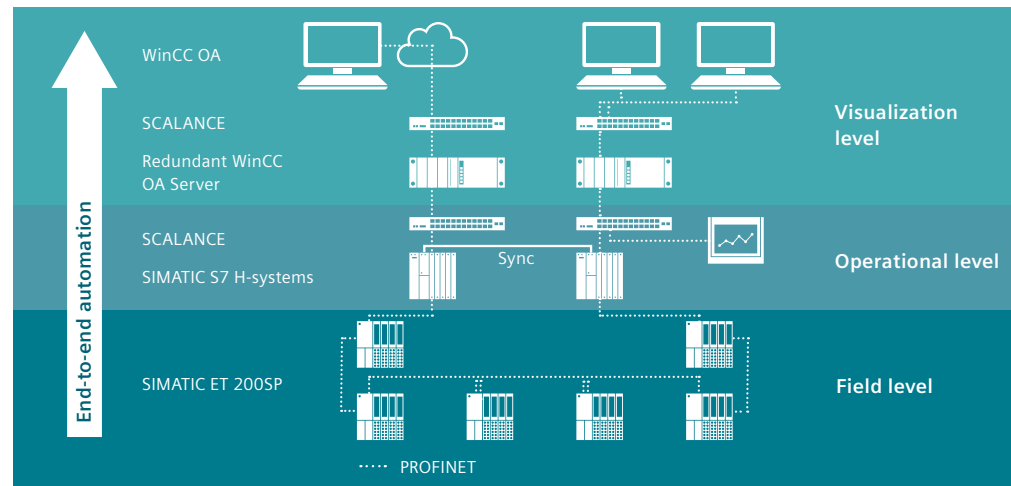 WinCC OA
SCALANCE
Visualization
level
Redundant WinCC
OA Server
SCALANCE
Sync
SIMATIC S7 H-systems
Operational level
End-to-end automation
SIMATIC ET 200SP
Field level
PROFINET